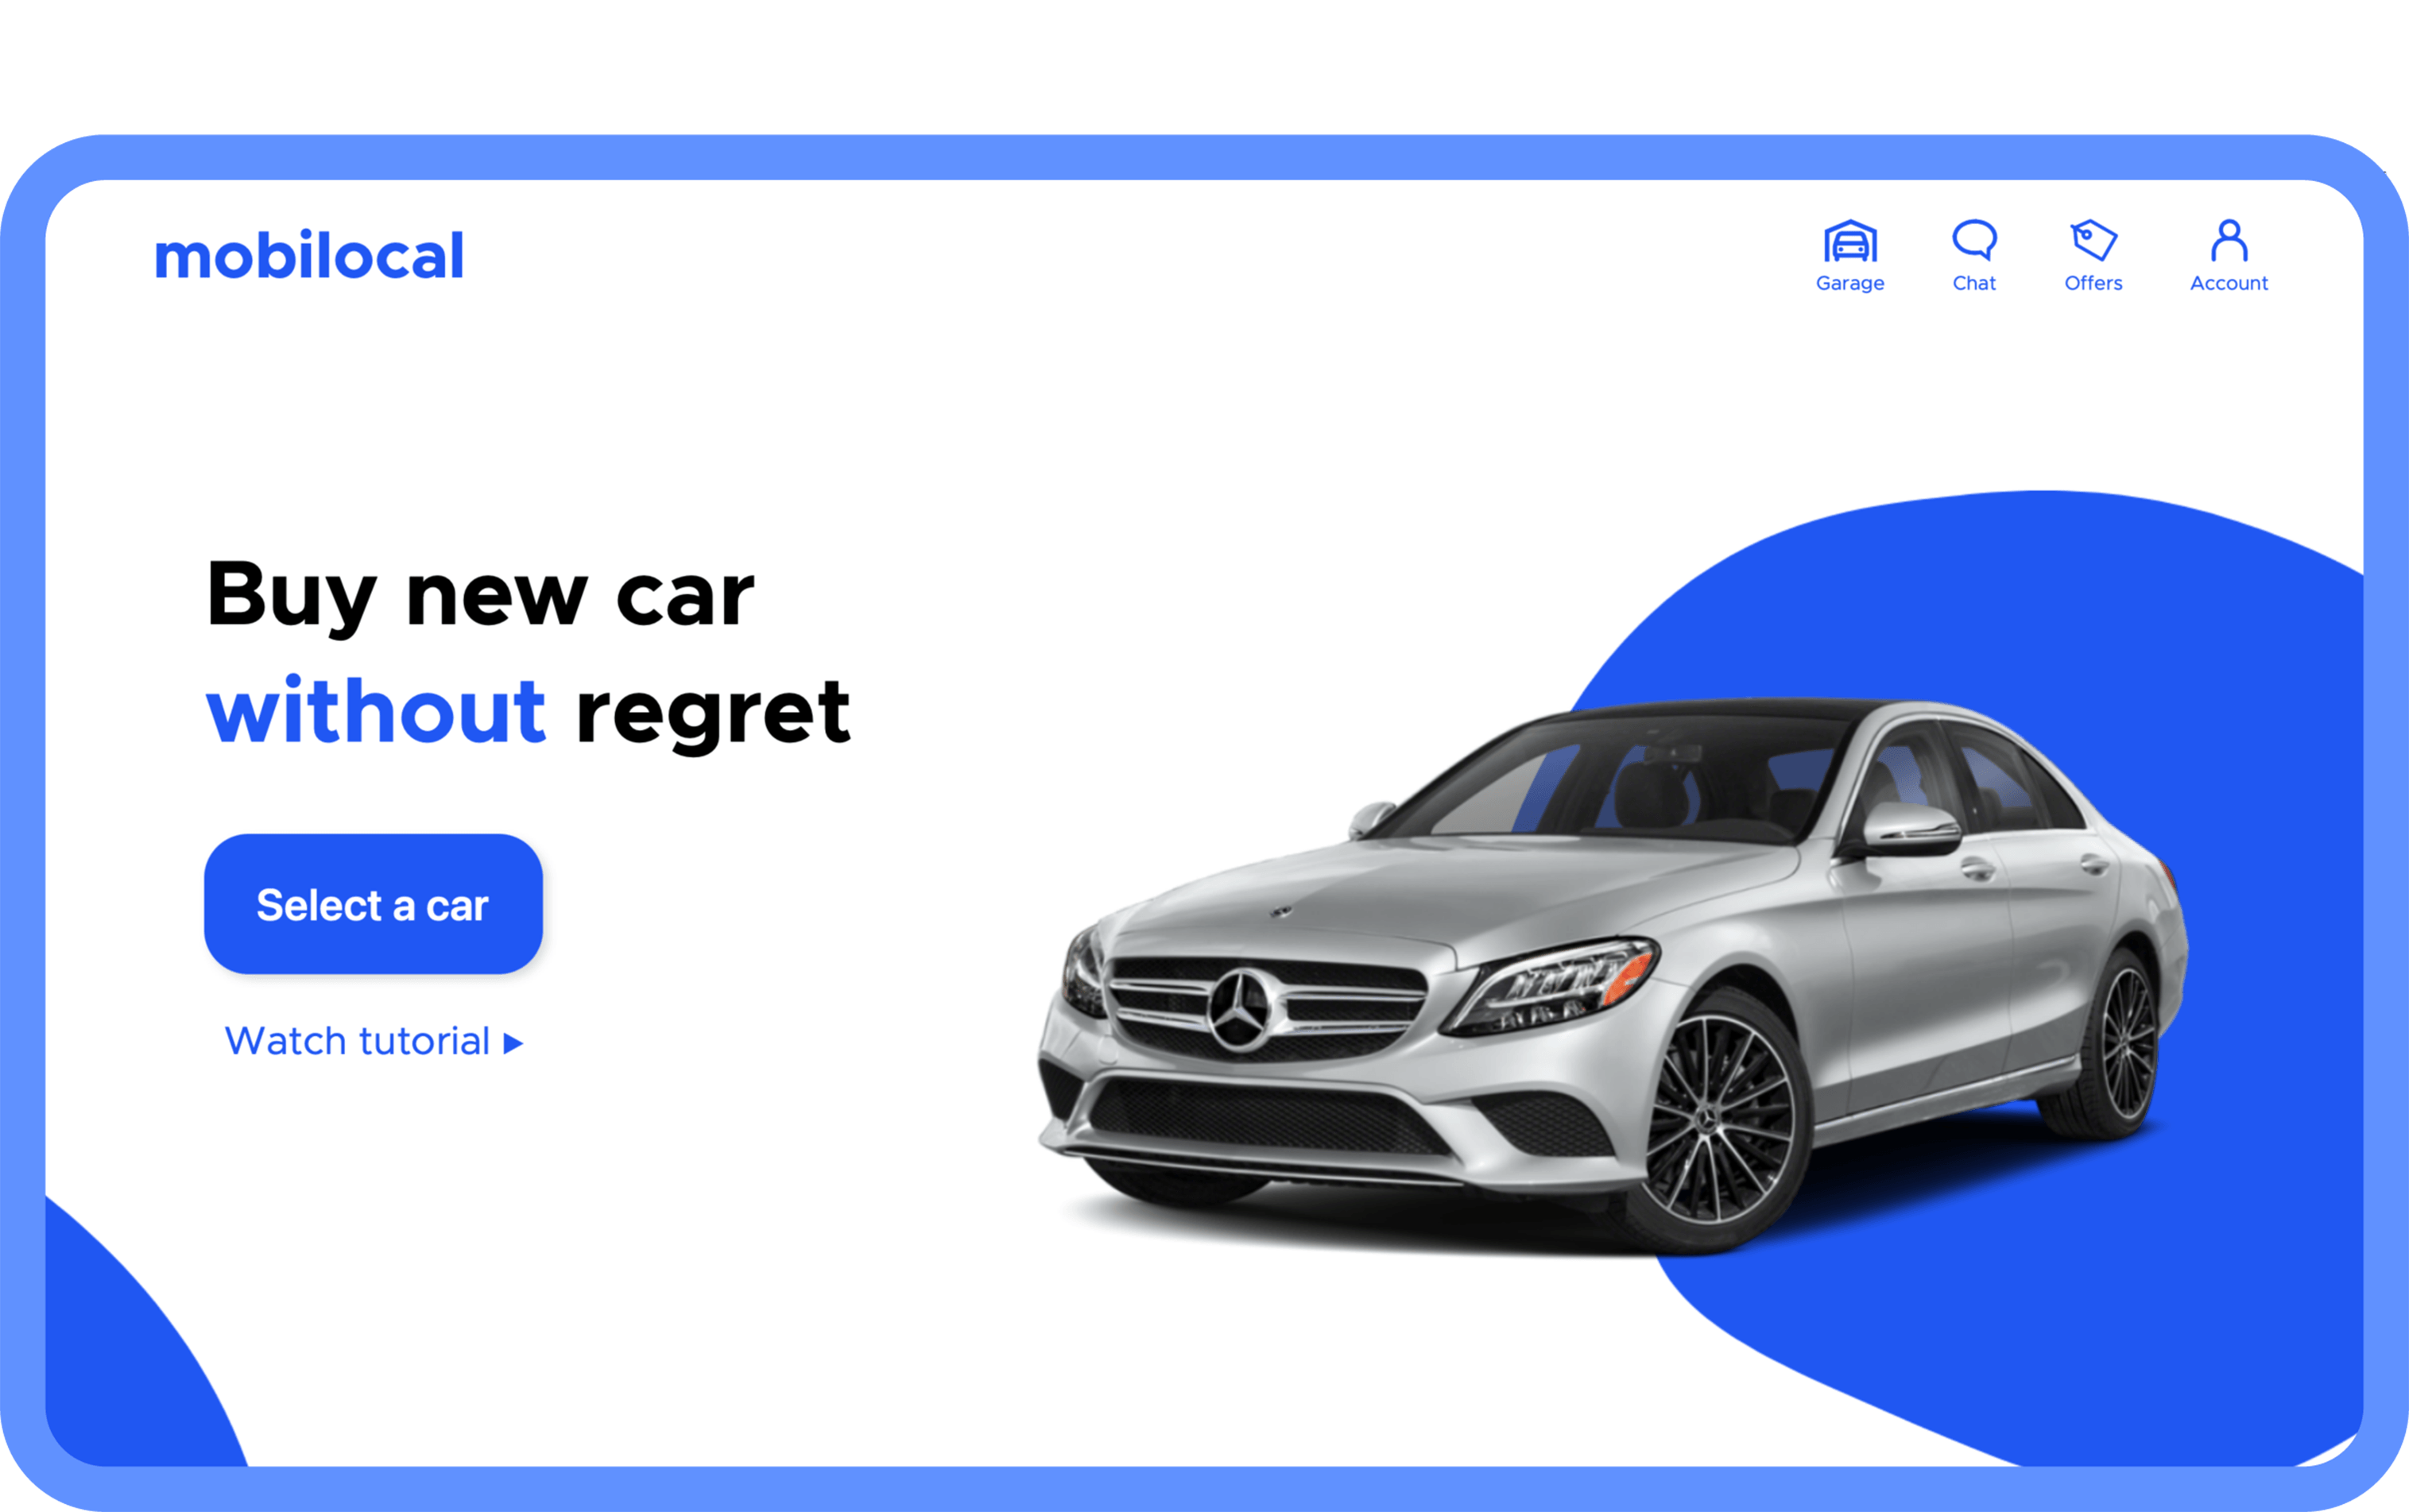 mobilocal
Garage
Chat
Offers
Account
Buy new car
without regret
Select a car
Watch tutorial